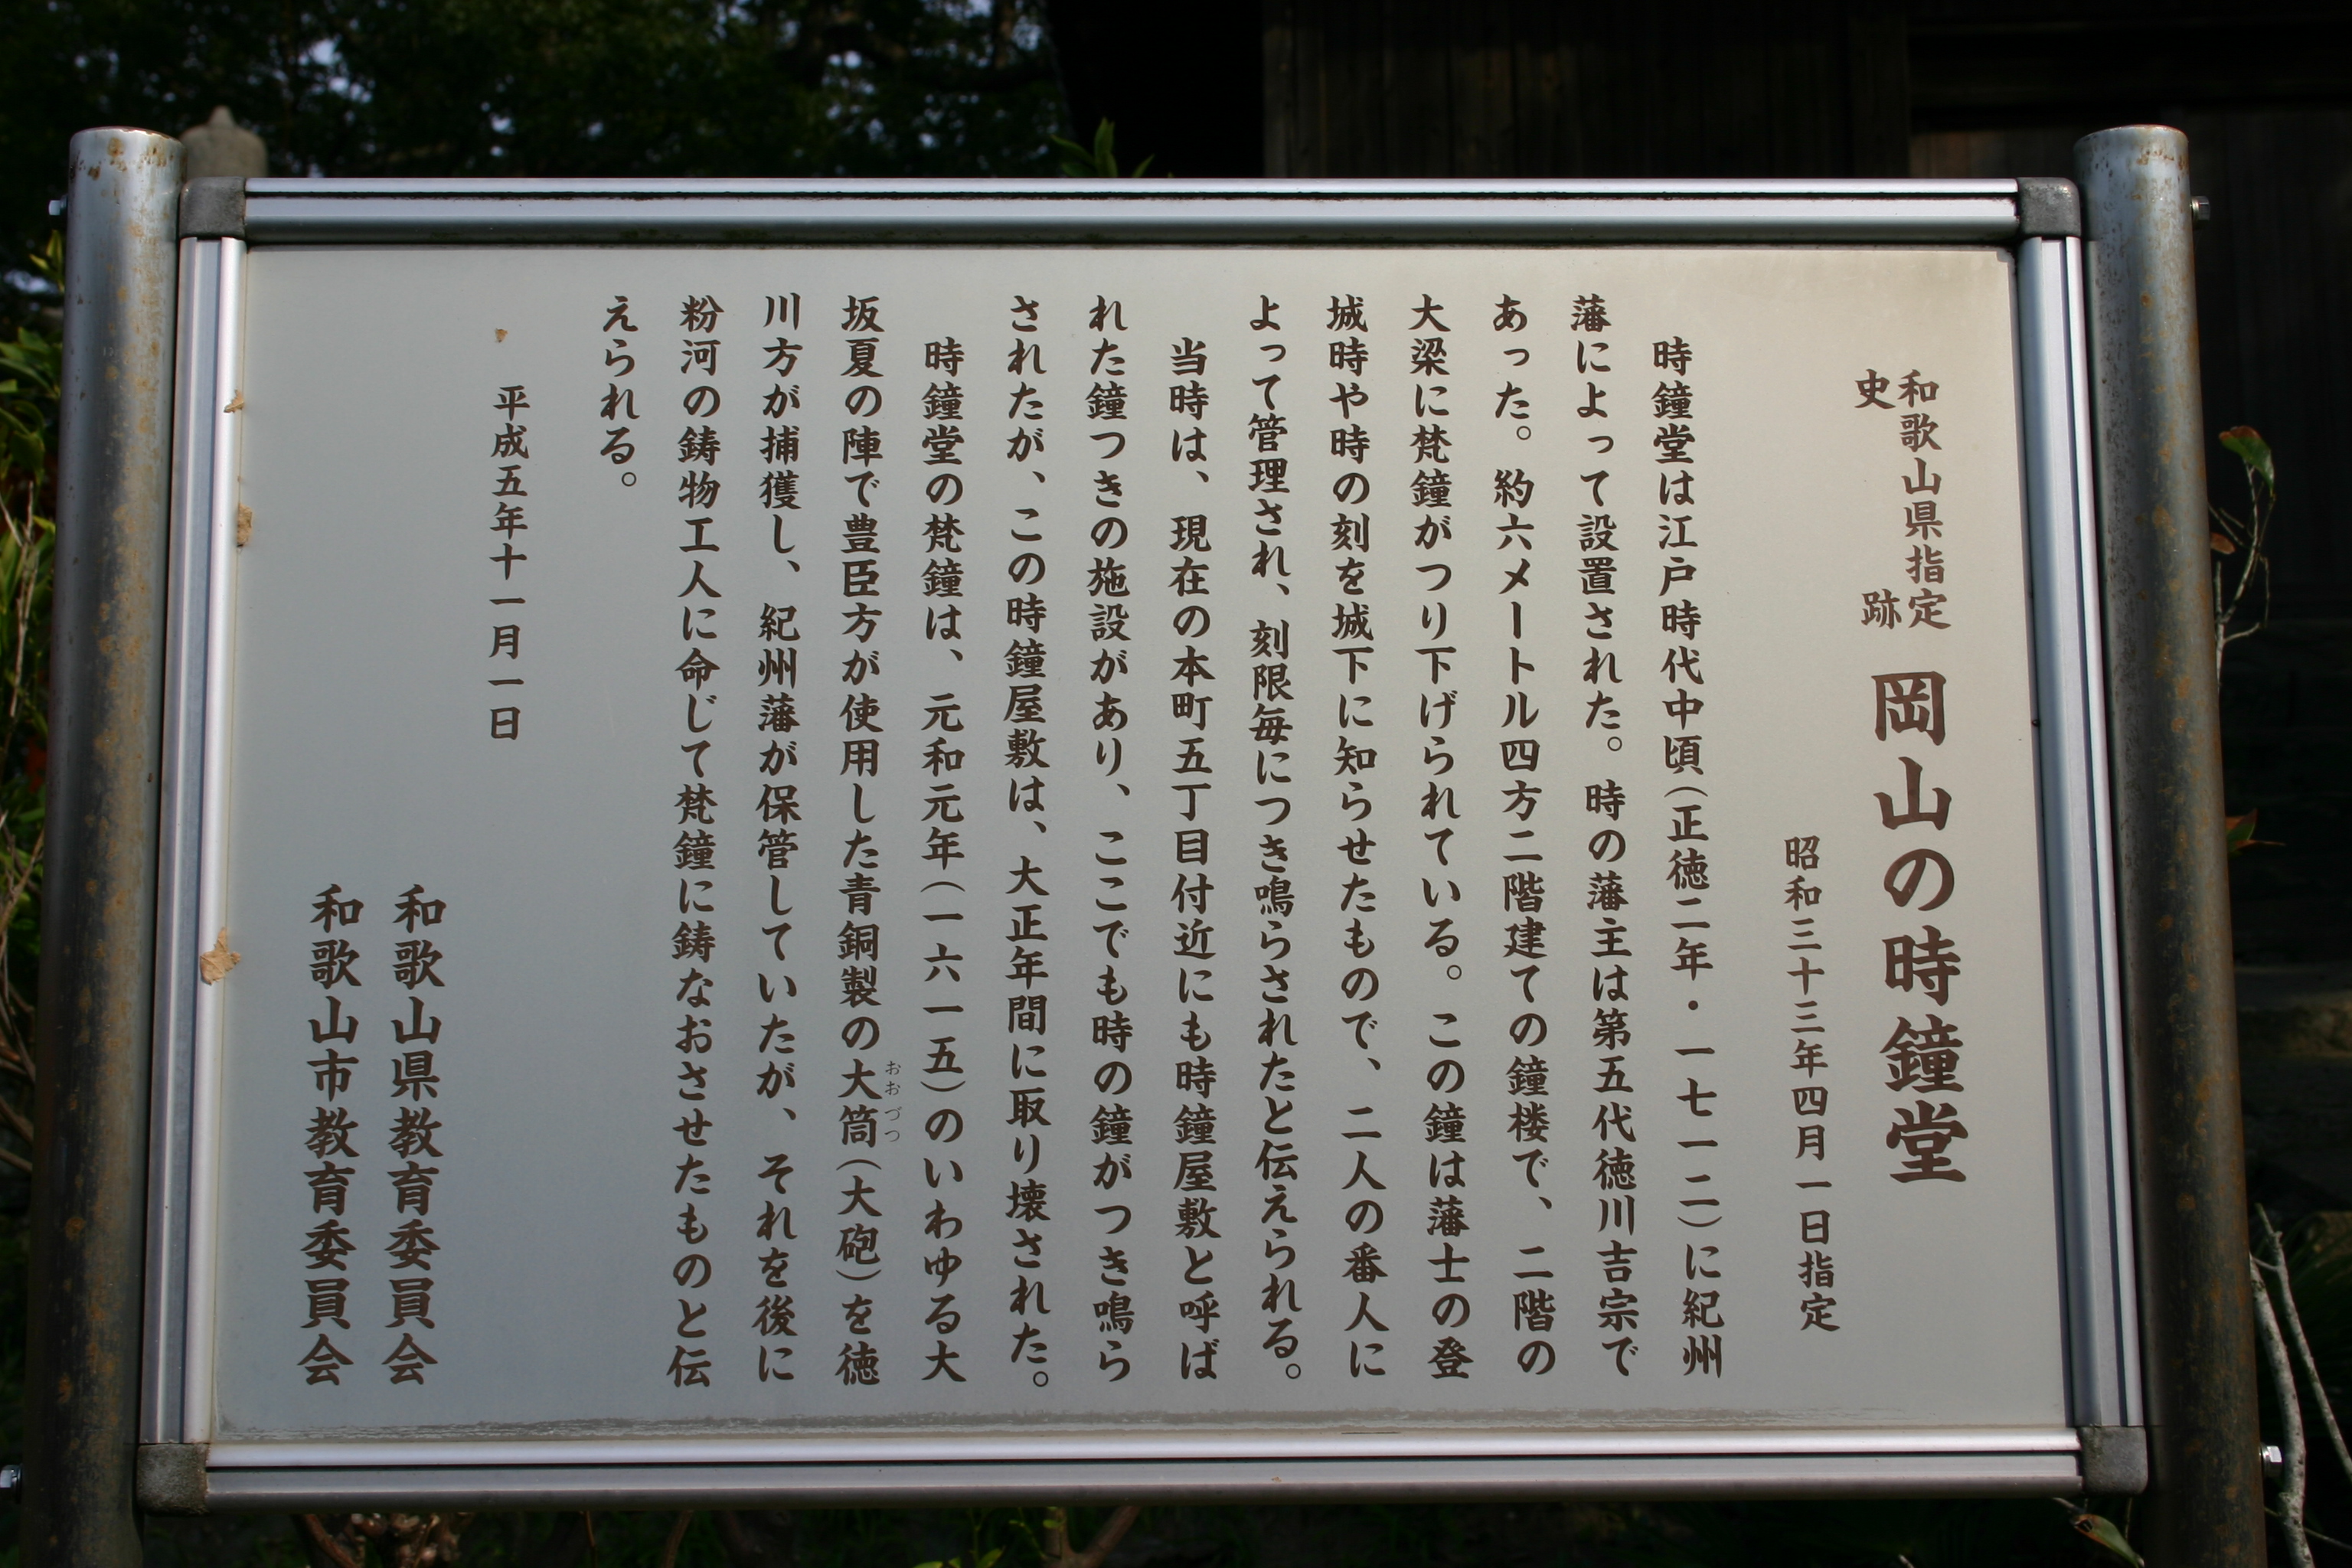 和歌山県指定
史跡
岡山の時鐘堂
昭和三十三年四月一日指定
時鐘堂は江戸時代中頃(正徳二年・一七一二)に紀州
藩によって設置された。時の藩主は第五代徳川吉宗で
あった。約六メートル四方二階建ての鐘楼で、二階の
大梁に梵鐘がつり下げられている。この鐘は藩士の登
城時や時の刻を城下に知らせたもので、二人の番人に
よって管理され、刻限毎につき鳴らされたと伝えられる。
当時は、現在の本町五丁目付近にも時鐘屋敷と呼ば
れた鐘つきの施設があり、ここでも時の鐘がつき鳴ら
されたが、この時鐘屋敷は、大正年間に取り壊された。
時鐘堂の梵鐘は、元和元年(一六一五)のいわゆる大
坂夏の陣で豊臣方が使用した青銅製の大筒(大砲)を徳
おおづつ
川方が捕獲し、紀州藩が保管していたが、それを後に
粉河の鋳物工人に命じて梵鐘に鋳なおさせたものと伝
えられる。
平成五年十一月一日
和歌山県教育委員会
和歌山市教育委員会